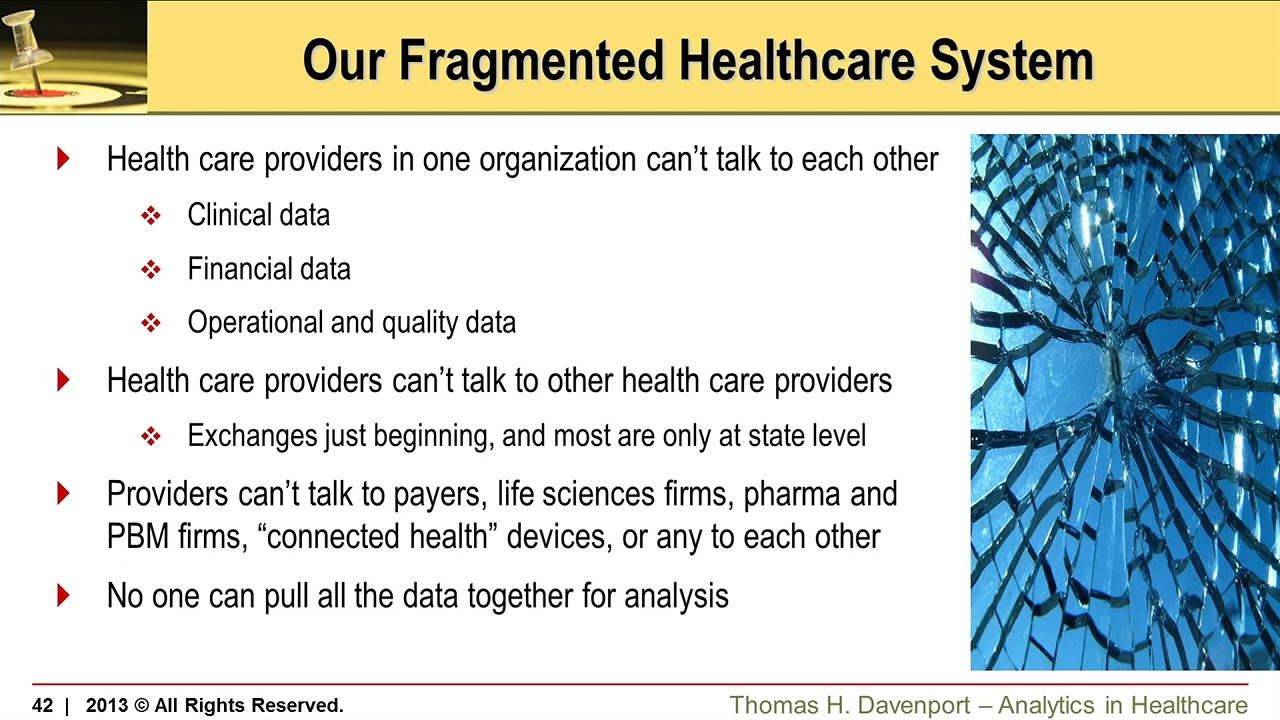 Our Fragmented Healthcare System
Health care providers in one organization can’t talk to each other
Clinical data
Financial data
Operational and quality data
Health care providers can’t talk to other health care providers
Exchanges just beginning, and most are only at state level
Providers can’t talk to payers, life sciences firms, pharma and
PBM firms, “connected health” devices, or any to each other
No one can pull all the data together for analysis
42 | 2013 © All Rights Reserved.
Thomas H. Davenport – Analytics in Healthcare